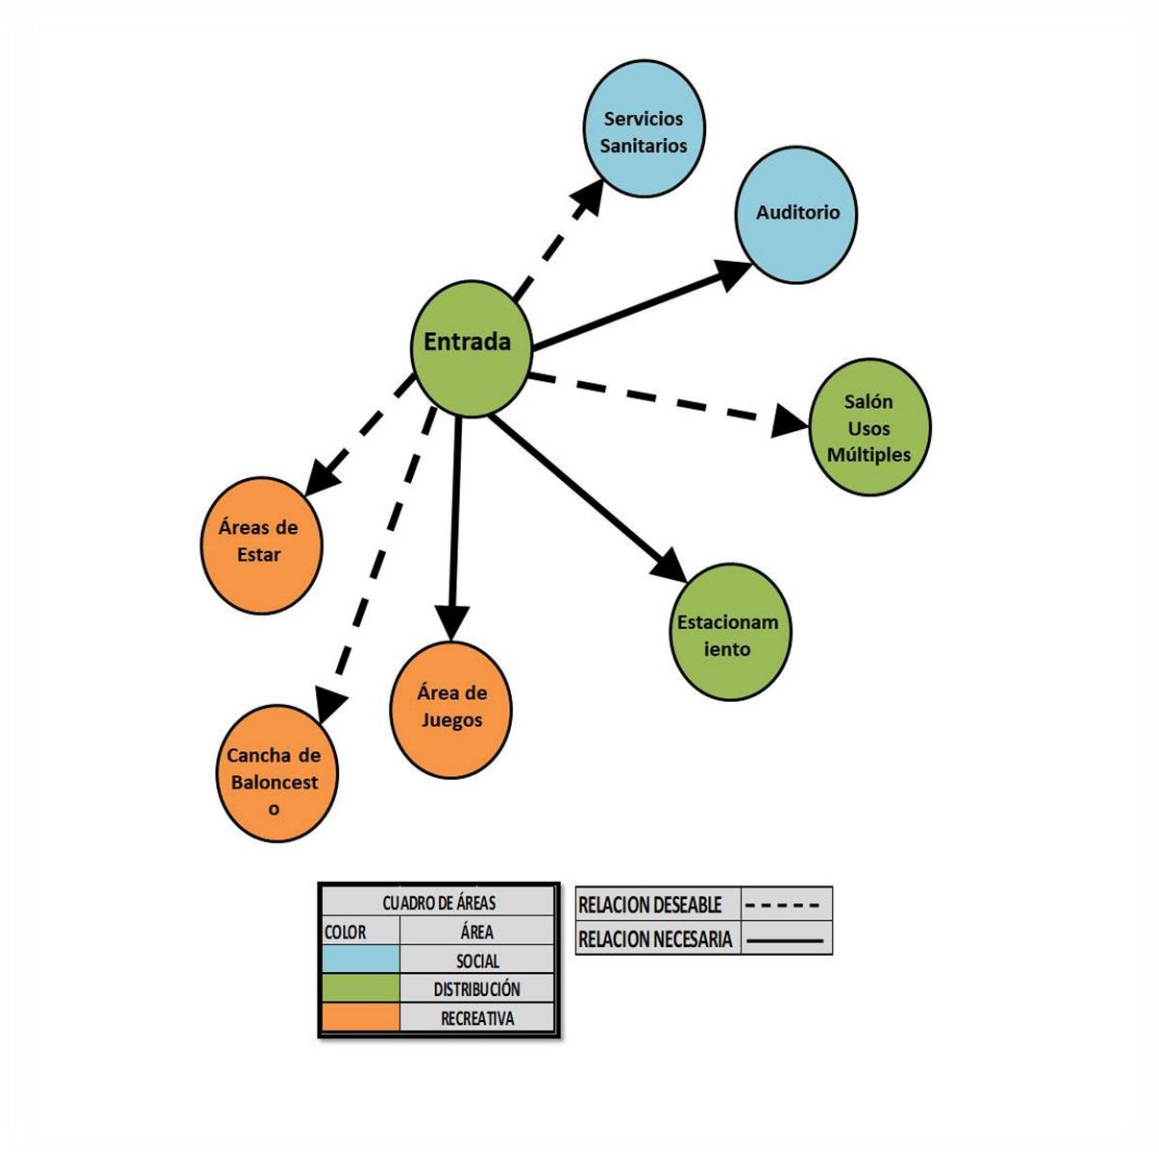 Servicios
Sanitarios
Auditorio
Entrada
Salón
Usos
Múltiples
Áreas de
Estar
Estacionam
iento
Área de
Juegos
Cancha de
Baloncest
o
CUADRO DE ÁREAS
COLOR ÁREA
SOCIAL
DISTRIBUCIÓN
RECREATIVA
RELACION DESEABLE
RELACION NECESARIA